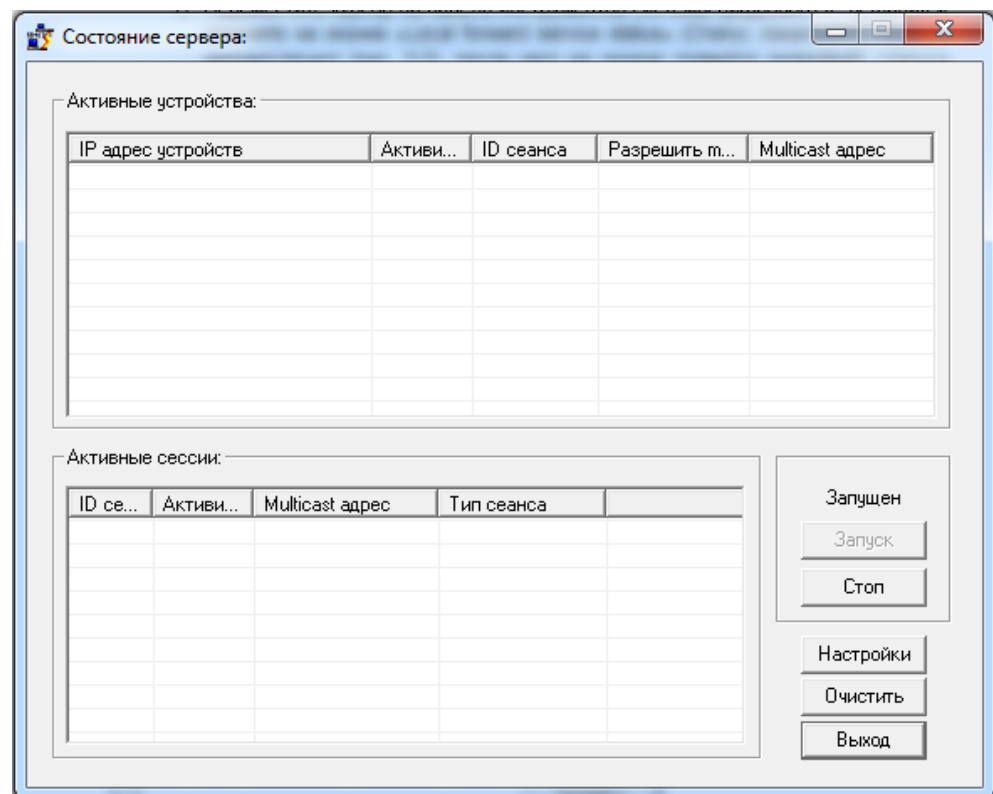 Состояние сервера:
Активные устройства:
IP адрес устройств Активи... ID сеанса Разрешить m... Multicast адрес
Активные сессии:
ID се... Активи... Multicast адрес Тип сеанса
Запущен
Запуск
Стоп
Настройки
Очистить
Выход